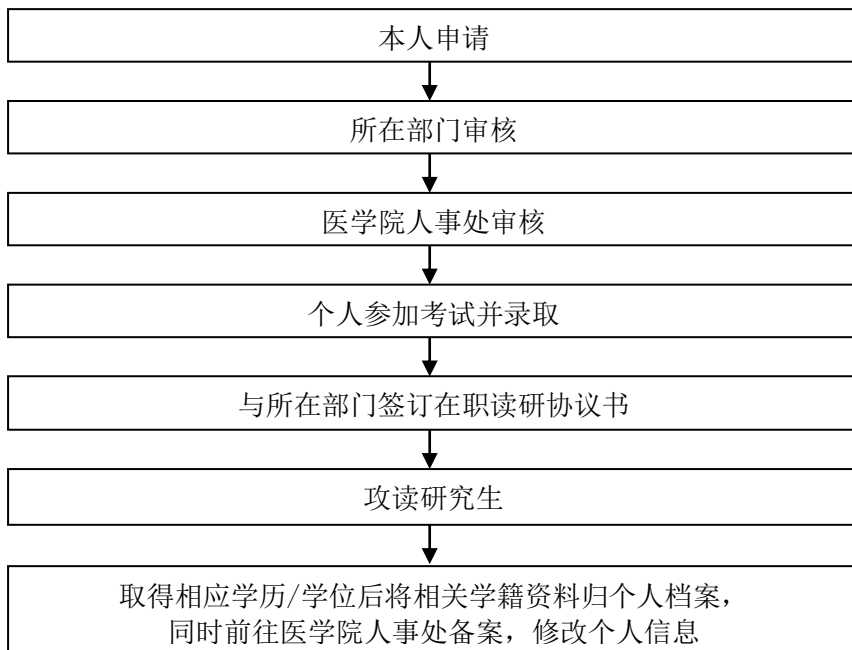 本人申请
所在部门审核
医学院人事处审核
个人参加考试并录取
与所在部门签订在职读研协议书
攻读研究生
取得相应学历/学位后将相关学籍资料归个人档案，
同时前往医学院人事处备案，修改个人信息